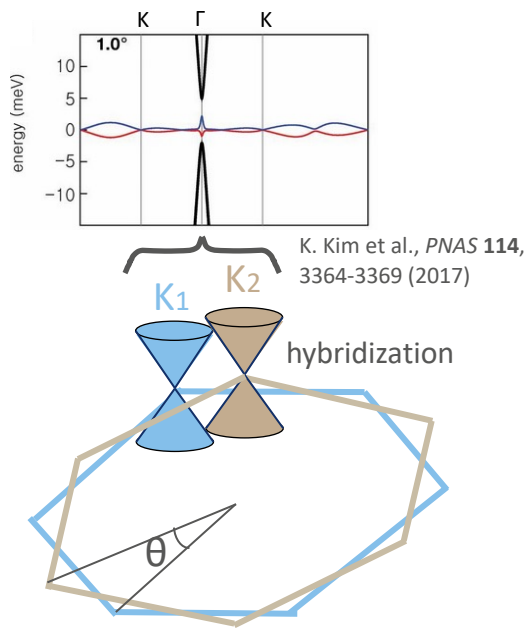 K Γ K
1.0°
10
5
0
−5
−10
energy (meV)
K. Kim et al., PNAS 114,
3364-3369 (2017)
K1 K2
hybridization
θ